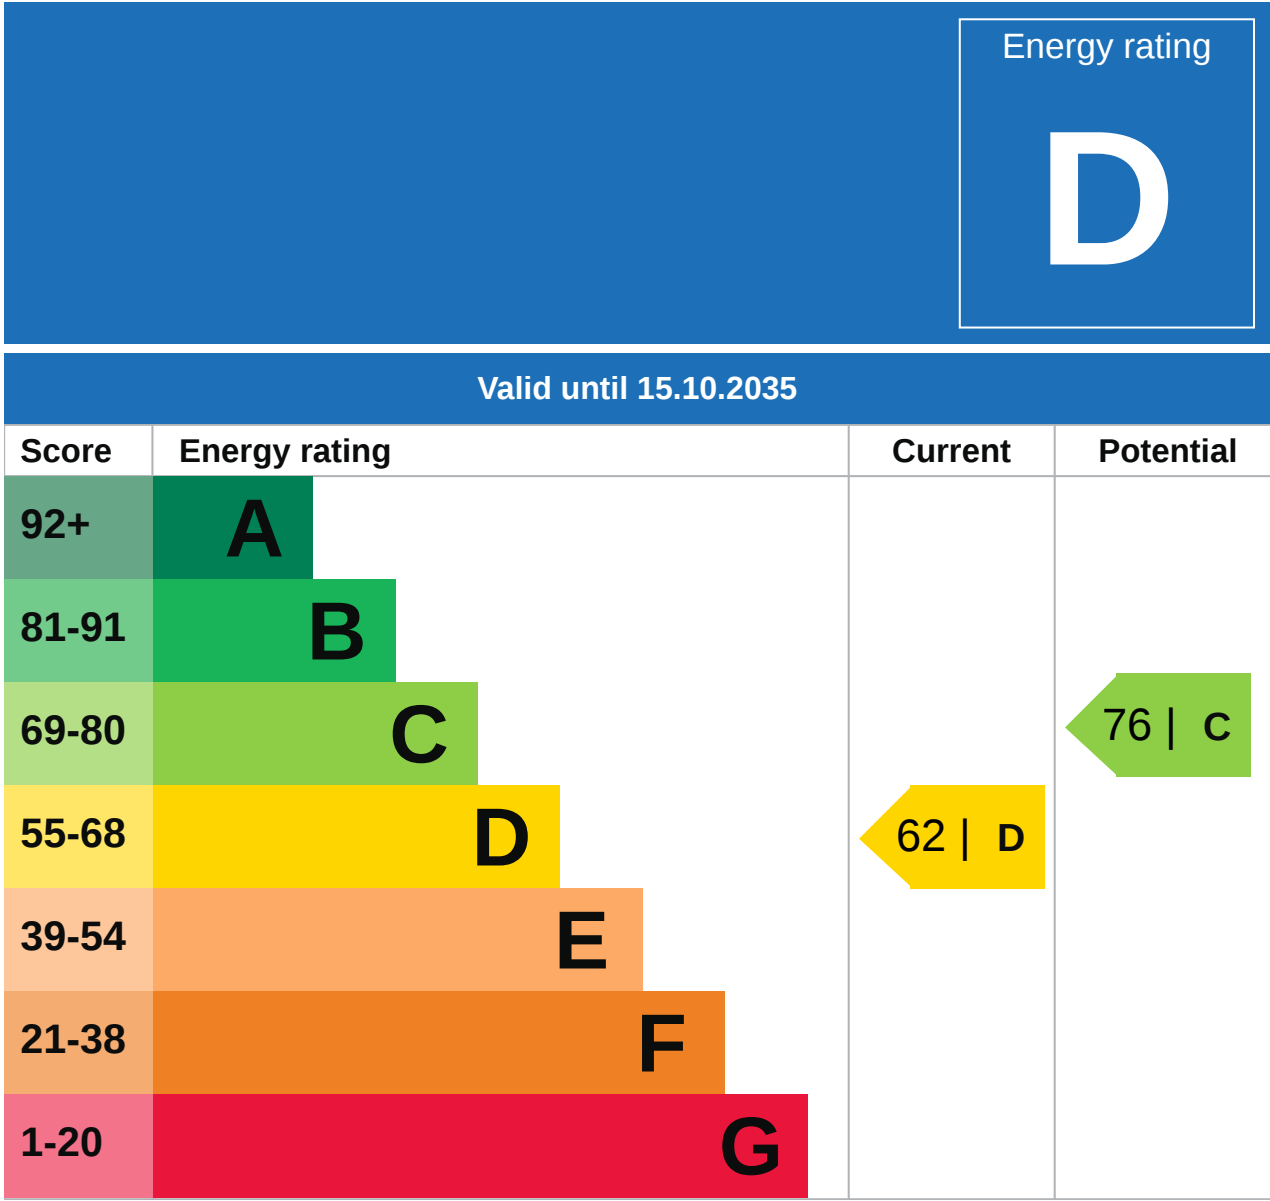 Energy rating
D
Valid until 15.10.2035
Score Energy rating Current Potential
92+ A
81-91 B
69-80 C 76 | C
55-68 D 62 | D
39-54 E
21-38 F
1-20 G